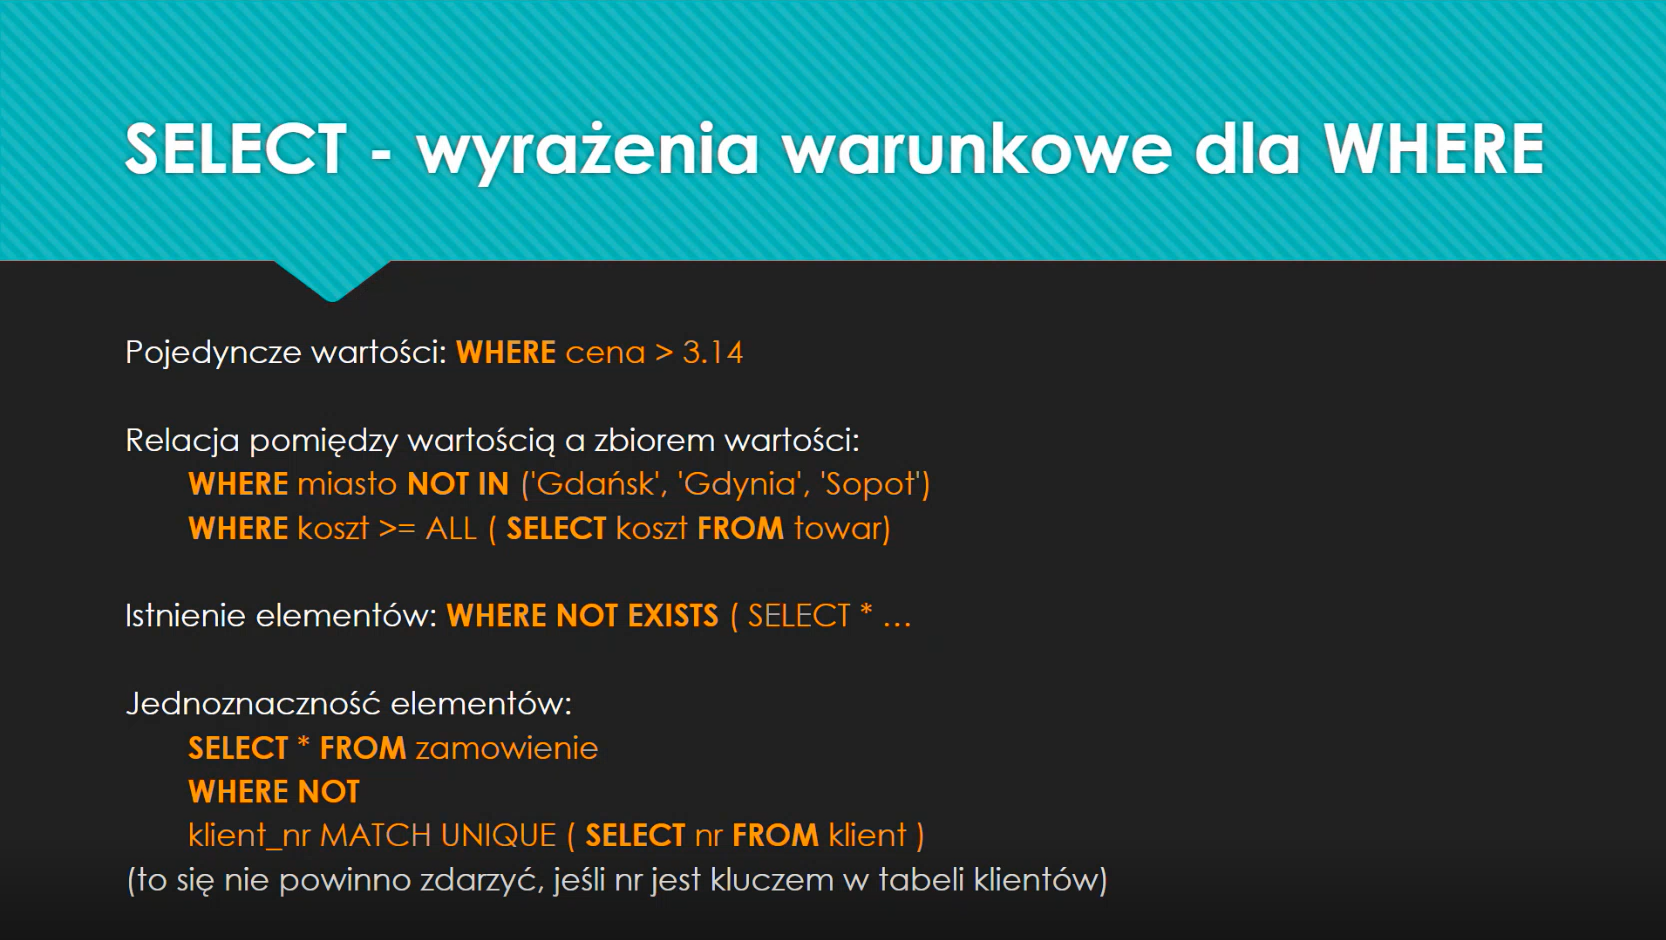 SELECT - wyrażenia warunkowe dla WHERE
Pojedyncze wartości: WHERE cena > 3.14
Relacja pomiędzy wartością a zbiorem wartości:
WHERE miasto NOT IN ('Gdańsk', 'Gdynia', 'Sopot')
WHERE koszt >= ALL ( SELECT koszt FROM towar)
Istnienie elementów: WHERE NOT EXISTS ( SELECT * …
Jednoznaczność elementów:
SELECT * FROM zamowienie
WHERE NOT
klient_nr MATCH UNIQUE ( SELECT nr FROM klient )
(to się nie powinno zdarzyć, jeśli nr jest kluczem w tabeli klientów)